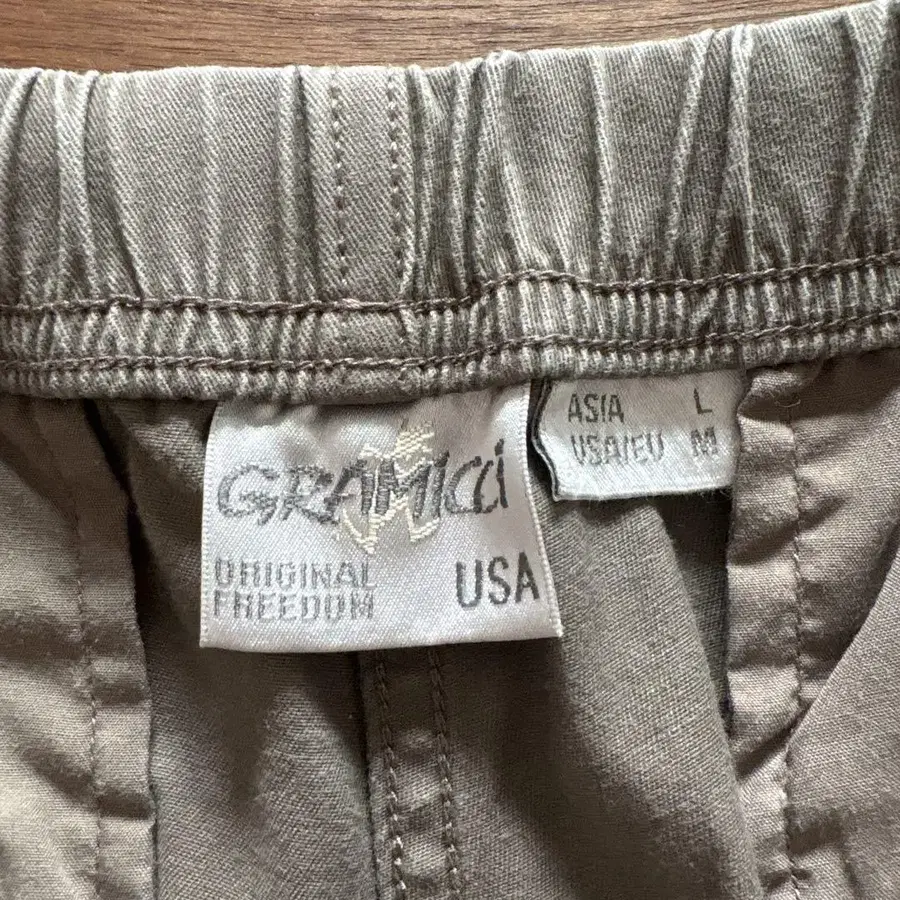 GRAMICCI
ORIGINAL
FREEDOM
USA
ASIA L
USA/EU M